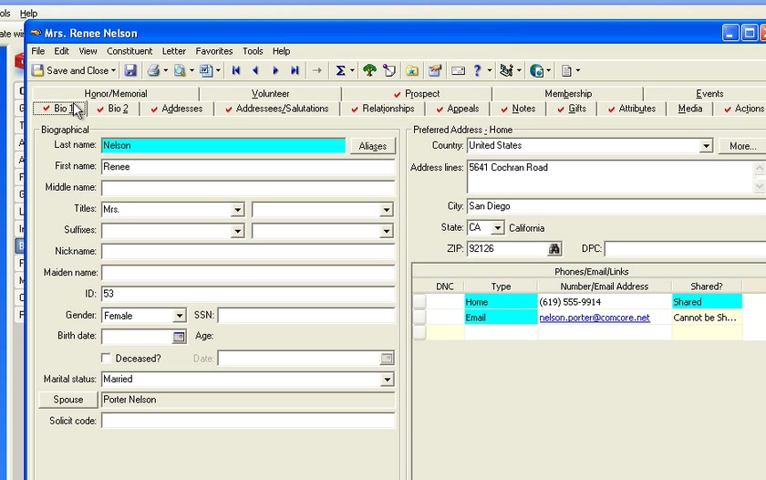 ols Help
ate wi
Mrs. Renee Nelson
File Edit View Constituent Letter Favorites Tools Help
Save and Close
Honor/Memorial Volunteer Prospect Membership Events
Bio 1 Bio 2 Addresses Addressees/Salutations Relationships Appeals Notes Gifts Attributes Media Actions
Biographical
Last name: Nelson Aliases
First name: Renee
Middle name:
Titles: Mrs.
Suffixes:
Nickname:
Maiden name:
ID: 53
Gender: Female SSN:
Birth date: Age:
Deceased? Date:
Marital status: Married
Spouse Porter Nelson
Solicit code:
Preferred Address - Home
Country: United States More...
Address lines: 5641 Cochran Road
City: San Diego
State: CA California
ZIP: 92126 DPC:
Phones/Email/Links
DNC Type Number/Email Address Shared?
Home (619) 555-9914 Shared
Email nelson.porter@comcore.net Cannot be Sh...